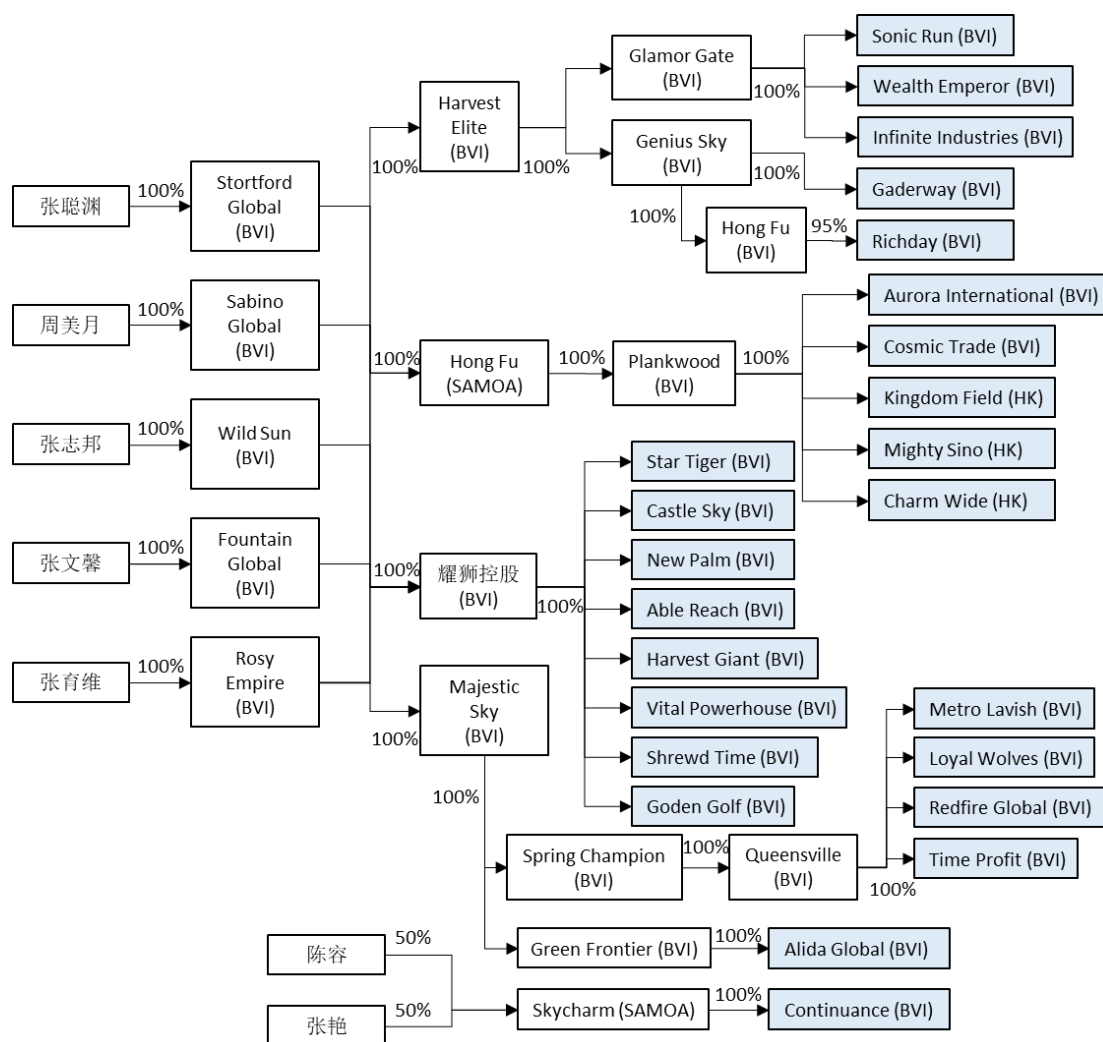 Sonic Run (BVI)
Glamor Gate
(BVI)
100%
Wealth Emperor (BVI)
Harvest
Elite
(BVI)
100%
100%
Infinite Industries (BVI)
Genius Sky
(BVI)
100%
Gaderway (BVI)
100%
Hong Fu
(BVI)
95%
Richday (BVI)
张聪渊
100%
Stortford
Global
(BVI)
周美月
100%
Sabino
Global
(BVI)
100%
Hong Fu
(SAMOA)
100%
Plankwood
(BVI)
100%
Aurora International (BVI)
Cosmic Trade (BVI)
Kingdom Field (HK)
Mighty Sino (HK)
Charm Wide (HK)
张志邦
100%
Wild Sun
(BVI)
张文馨
100%
Fountain
Global
(BVI)
100%
耀狮控股
(BVI)
100%
Star Tiger (BVI)
Castle Sky (BVI)
New Palm (BVI)
Able Reach (BVI)
Harvest Giant (BVI)
Vital Powerhouse (BVI)
Shrewd Time (BVI)
Goden Golf (BVI)
张育维
100%
Rosy
Empire
(BVI)
100%
Majestic
Sky
(BVI)
100%
Spring Champion
(BVI)
100%
Queensville
(BVI)
100%
Metro Lavish (BVI)
Loyal Wolves (BVI)
Redfire Global (BVI)
Time Profit (BVI)
Green Frontier (BVI)
100%
Alida Global (BVI)
陈容
50%
张艳
50%
Skycharm (SAMOA)
100%
Continuance (BVI)